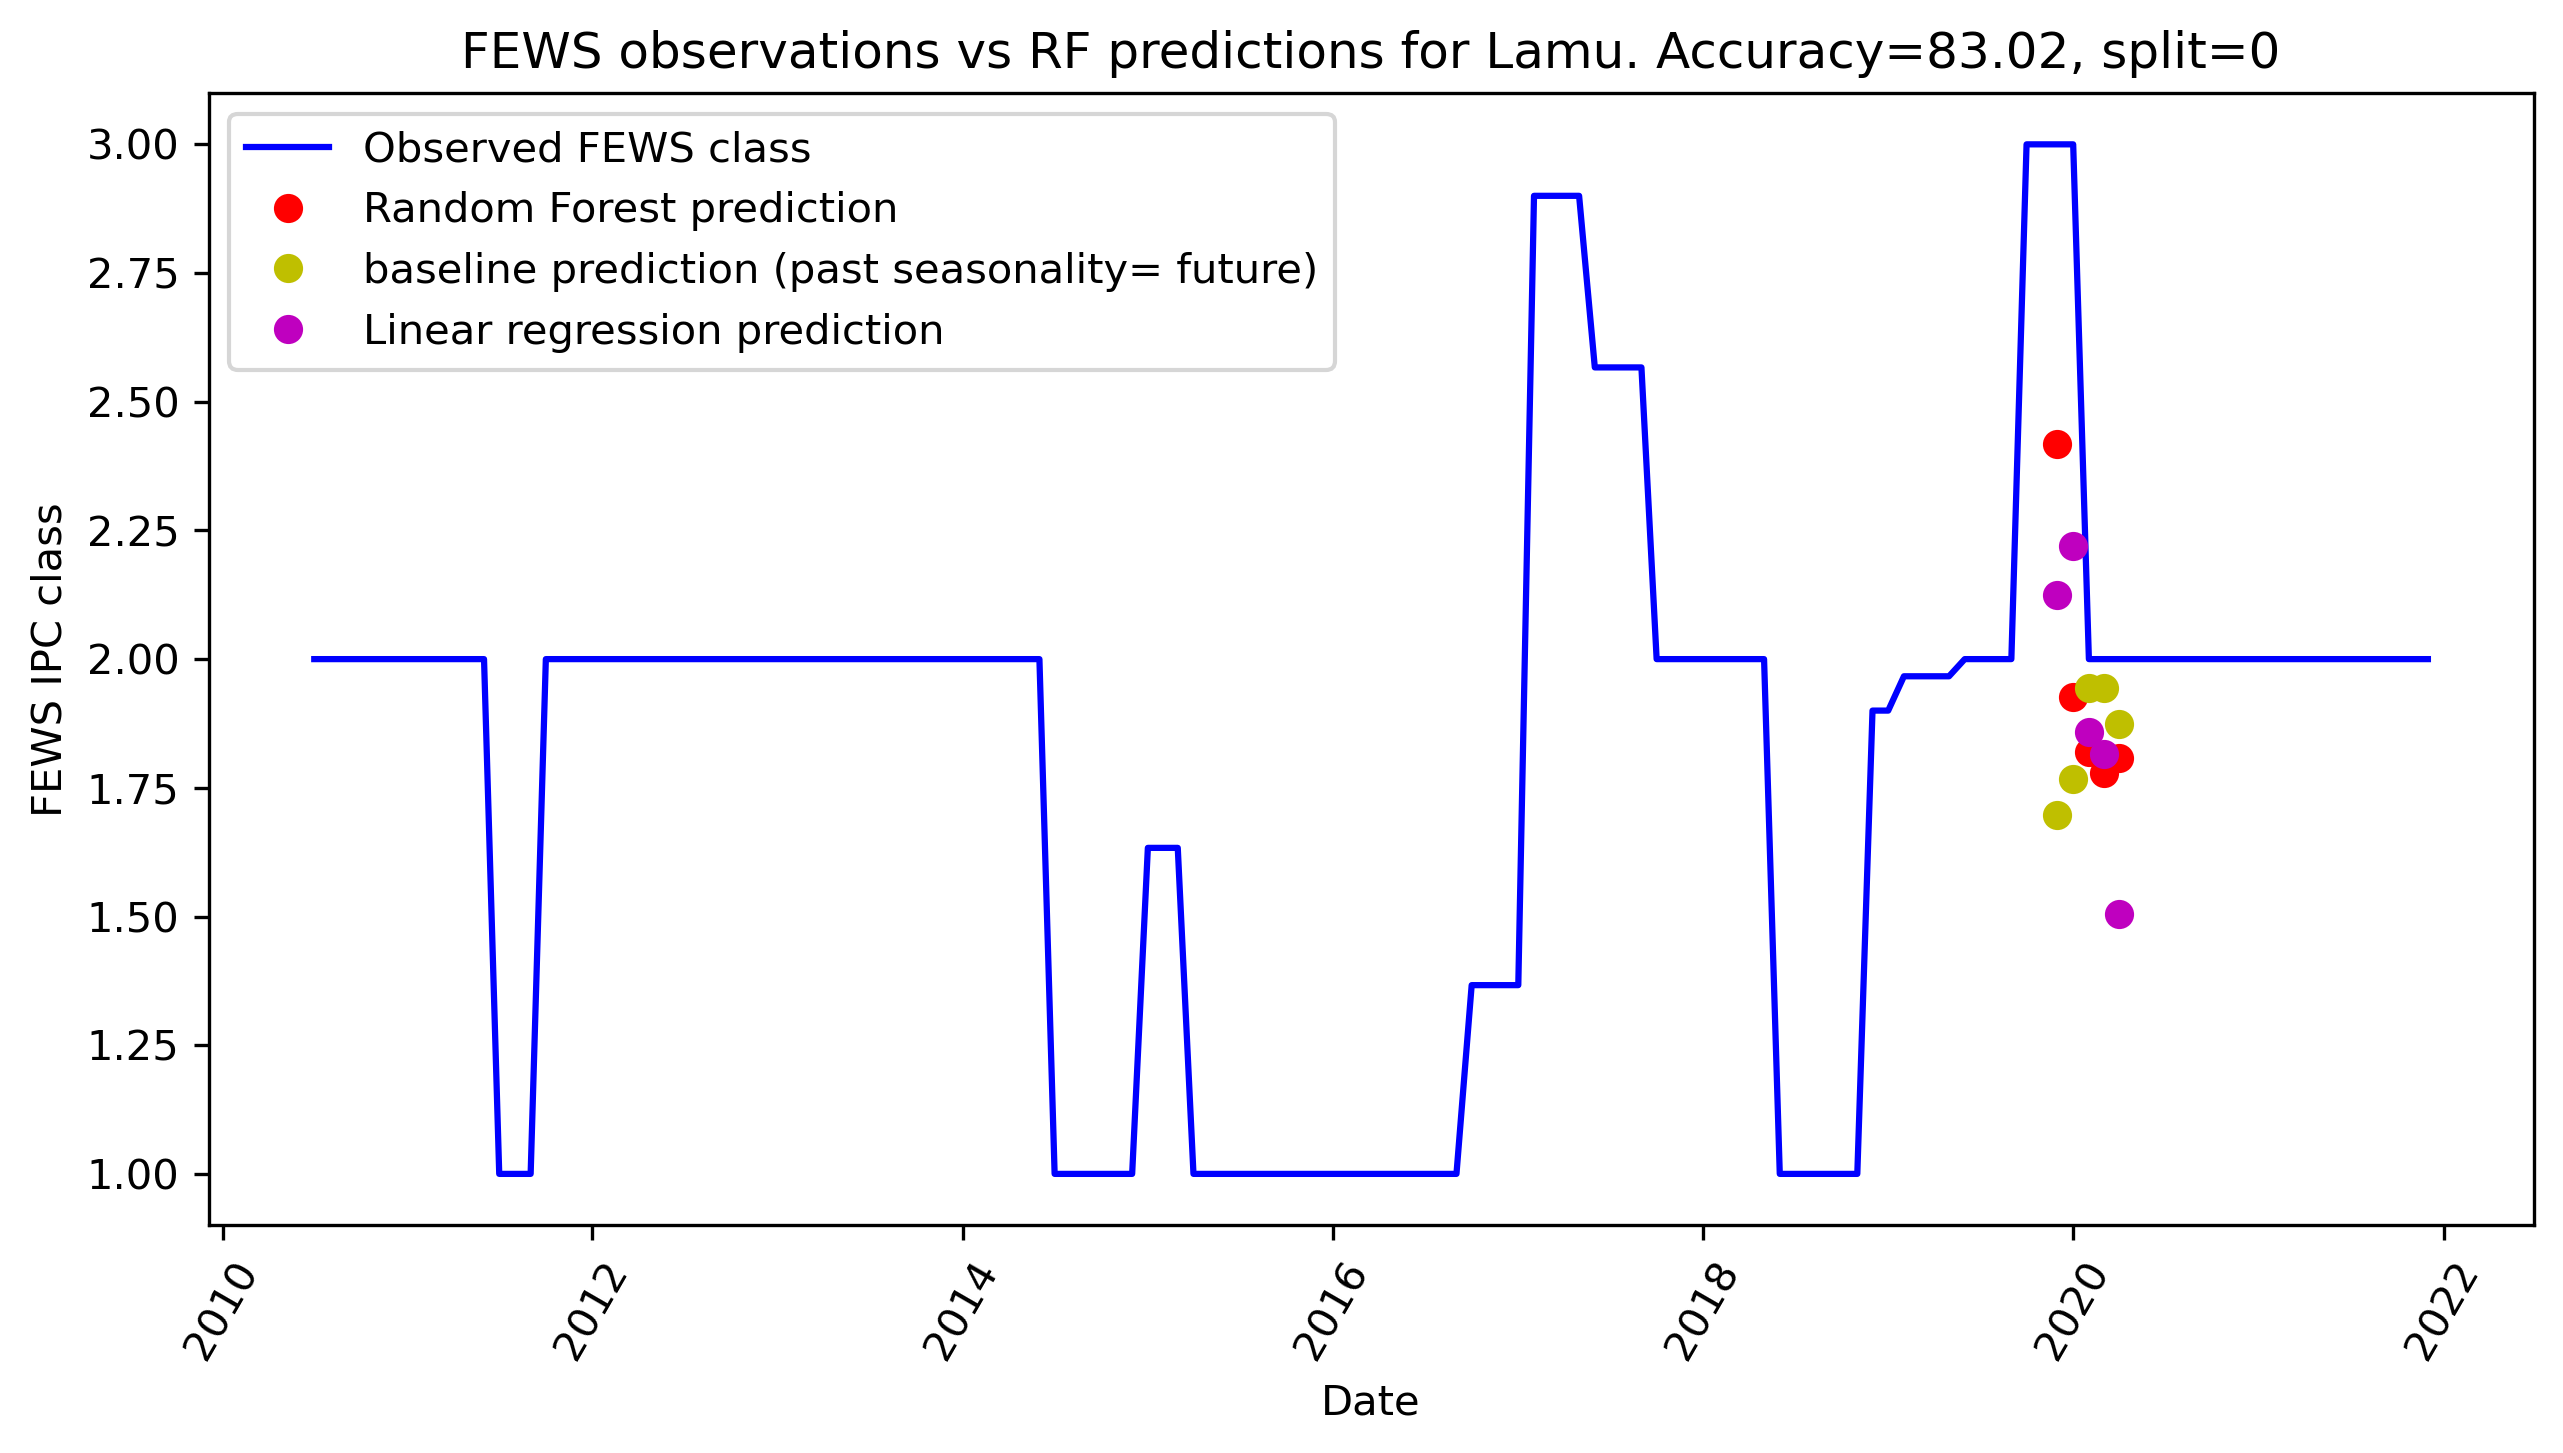 FEWS observations vs RF predictions for Lamu. Accuracy=83.02, split=0
Observed FEWS class
Random Forest prediction
baseline prediction (past seasonality= future)
Linear regression prediction
FEWS IPC class
3.00
2.75
2.50
2.25
2.00
1.75
1.50
1.25
1.00
2010
2012
2014
2016
2018
2020
2022
Date